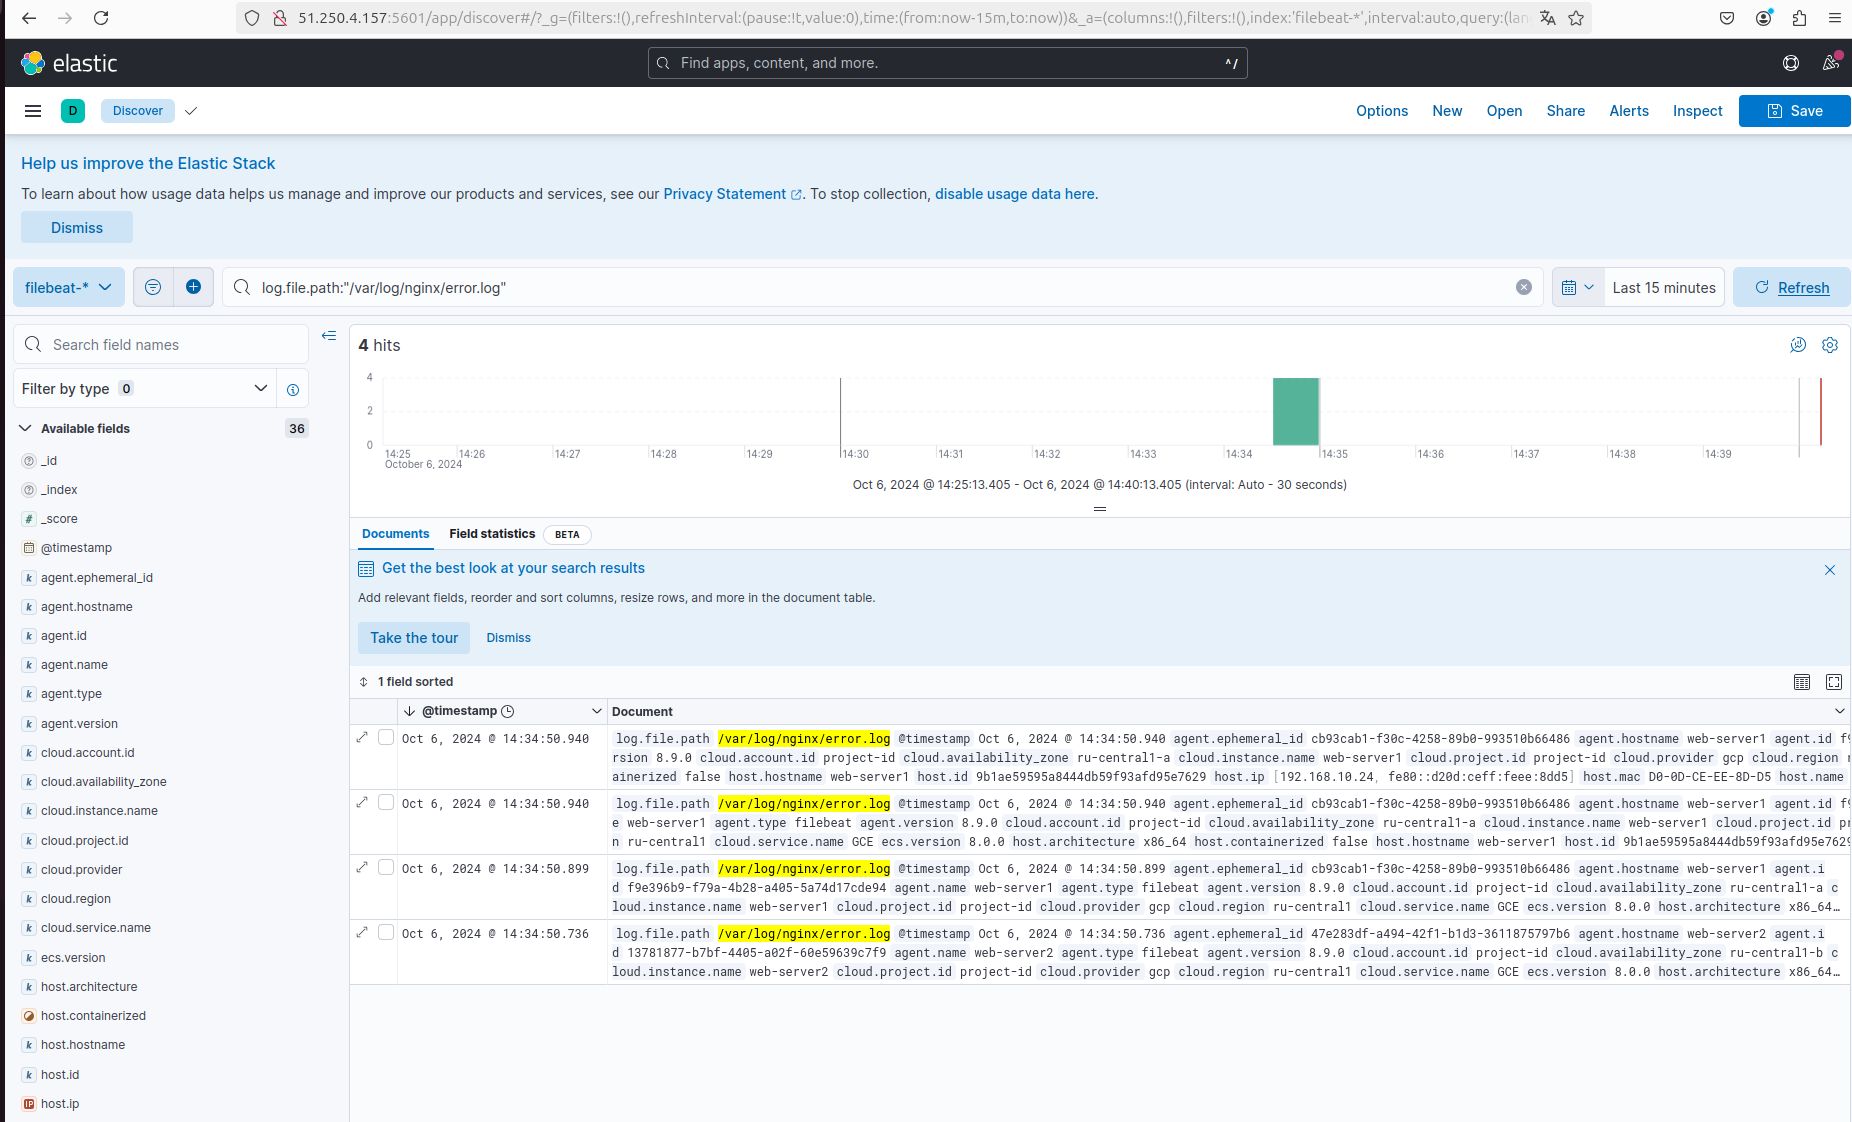 51.250.4.157:5601/app/discover#/?_g=(filters:!(),refreshInterval:(pause:!t,value:0),time:(from:now-15m,to:now))&_a=(columns:!(),filters:!(),index:'filebeat-*',interval:auto,query:(lan
elastic
Find apps, content, and more.
^/
D
Discover
Options New Open Share Alerts Inspect Save
Help us improve the Elastic Stack
To learn about how usage data helps us manage and improve our products and services, see our Privacy Statement. To stop collection, disable usage data here.
Dismiss
filebeat-*
log.file.path:"/var/log/nginx/error.log"
Last 15 minutes
Refresh
Search field names
Filter by type 0
Available fields 36
_id
_index
# _score
@timestamp
k agent.ephemeral_id
k agent.hostname
k agent.id
k agent.name
k agent.type
k agent.version
k cloud.account.id
k cloud.availability_zone
k cloud.instance.name
k cloud.project.id
k cloud.provider
k cloud.region
k cloud.service.name
k ecs.version
k host.architecture
host.containerized
k host.hostname
k host.id
IP host.ip
4 hits
4
2
0
14:25 14:26 14:27 14:28 14:29 14:30 14:31 14:32 14:33 14:34 14:35 14:36 14:37 14:38 14:39
October 6, 2024
Oct 6, 2024 @ 14:25:13.405 - Oct 6, 2024 @ 14:40:13.405 (interval: Auto - 30 seconds)
Documents Field statistics BETA
Get the best look at your search results
Add relevant fields, reorder and sort columns, resize rows, and more in the document table.
Take the tour Dismiss
1 field sorted
@timestamp Document
Oct 6, 2024 @ 14:34:50.940 log.file.path /var/log/nginx/error.log @timestamp Oct 6, 2024 @ 14:34:50.940 agent.ephemeral_id cb93cab1-f30c-4258-89b0-993510b66486 agent.hostname web-server1 agent.id f9
rsion 8.9.0 cloud.account.id project-id cloud.availability_zone ru-central1-a cloud.instance.name web-server1 cloud.project.id project-id cloud.provider gcp cloud.region r
ainerized false host.hostname web-server1 host.id 9b1ae59595a8444db59f93afd95e7629 host.ip [192.168.10.24, fe80::d20d:ceff:feee:8dd5] host.mac D0-0D-CE-EE-8D-D5 host.name
Oct 6, 2024 @ 14:34:50.940 log.file.path /var/log/nginx/error.log @timestamp Oct 6, 2024 @ 14:34:50.940 agent.ephemeral_id cb93cab1-f30c-4258-89b0-993510b66486 agent.hostname web-server1 agent.id f9
e web-server1 agent.type filebeat agent.version 8.9.0 cloud.account.id project-id cloud.availability_zone ru-central1-a cloud.instance.name web-server1 cloud.project.id pr
n ru-central1 cloud.service.name GCE ecs.version 8.0.0 host.architecture x86_64 host.containerized false host.hostname web-server1 host.id 9b1ae59595a8444db59f93afd95e7629
Oct 6, 2024 @ 14:34:50.899 log.file.path /var/log/nginx/error.log @timestamp Oct 6, 2024 @ 14:34:50.899 agent.ephemeral_id cb93cab1-f30c-4258-89b0-993510b66486 agent.hostname web-server1 agent.i
d f9e396b9-f79a-4b28-a405-5a74d17cde94 agent.name web-server1 agent.type filebeat agent.version 8.9.0 cloud.account.id project-id cloud.availability_zone ru-central1-a c
loud.instance.name web-server1 cloud.project.id project-id cloud.provider gcp cloud.region ru-central1 cloud.service.name GCE ecs.version 8.0.0 host.architecture x86_64…
Oct 6, 2024 @ 14:34:50.736 log.file.path /var/log/nginx/error.log @timestamp Oct 6, 2024 @ 14:34:50.736 agent.ephemeral_id 47e283df-a494-42f1-b1d3-3611875797b6 agent.hostname web-server2 agent.i
d 13781877-b7bf-4405-a02f-60e59639c7f9 agent.name web-server2 agent.type filebeat agent.version 8.9.0 cloud.account.id project-id cloud.availability_zone ru-central1-b c
loud.instance.name web-server2 cloud.project.id project-id cloud.provider gcp cloud.region ru-central1 cloud.service.name GCE ecs.version 8.0.0 host.architecture x86_64…